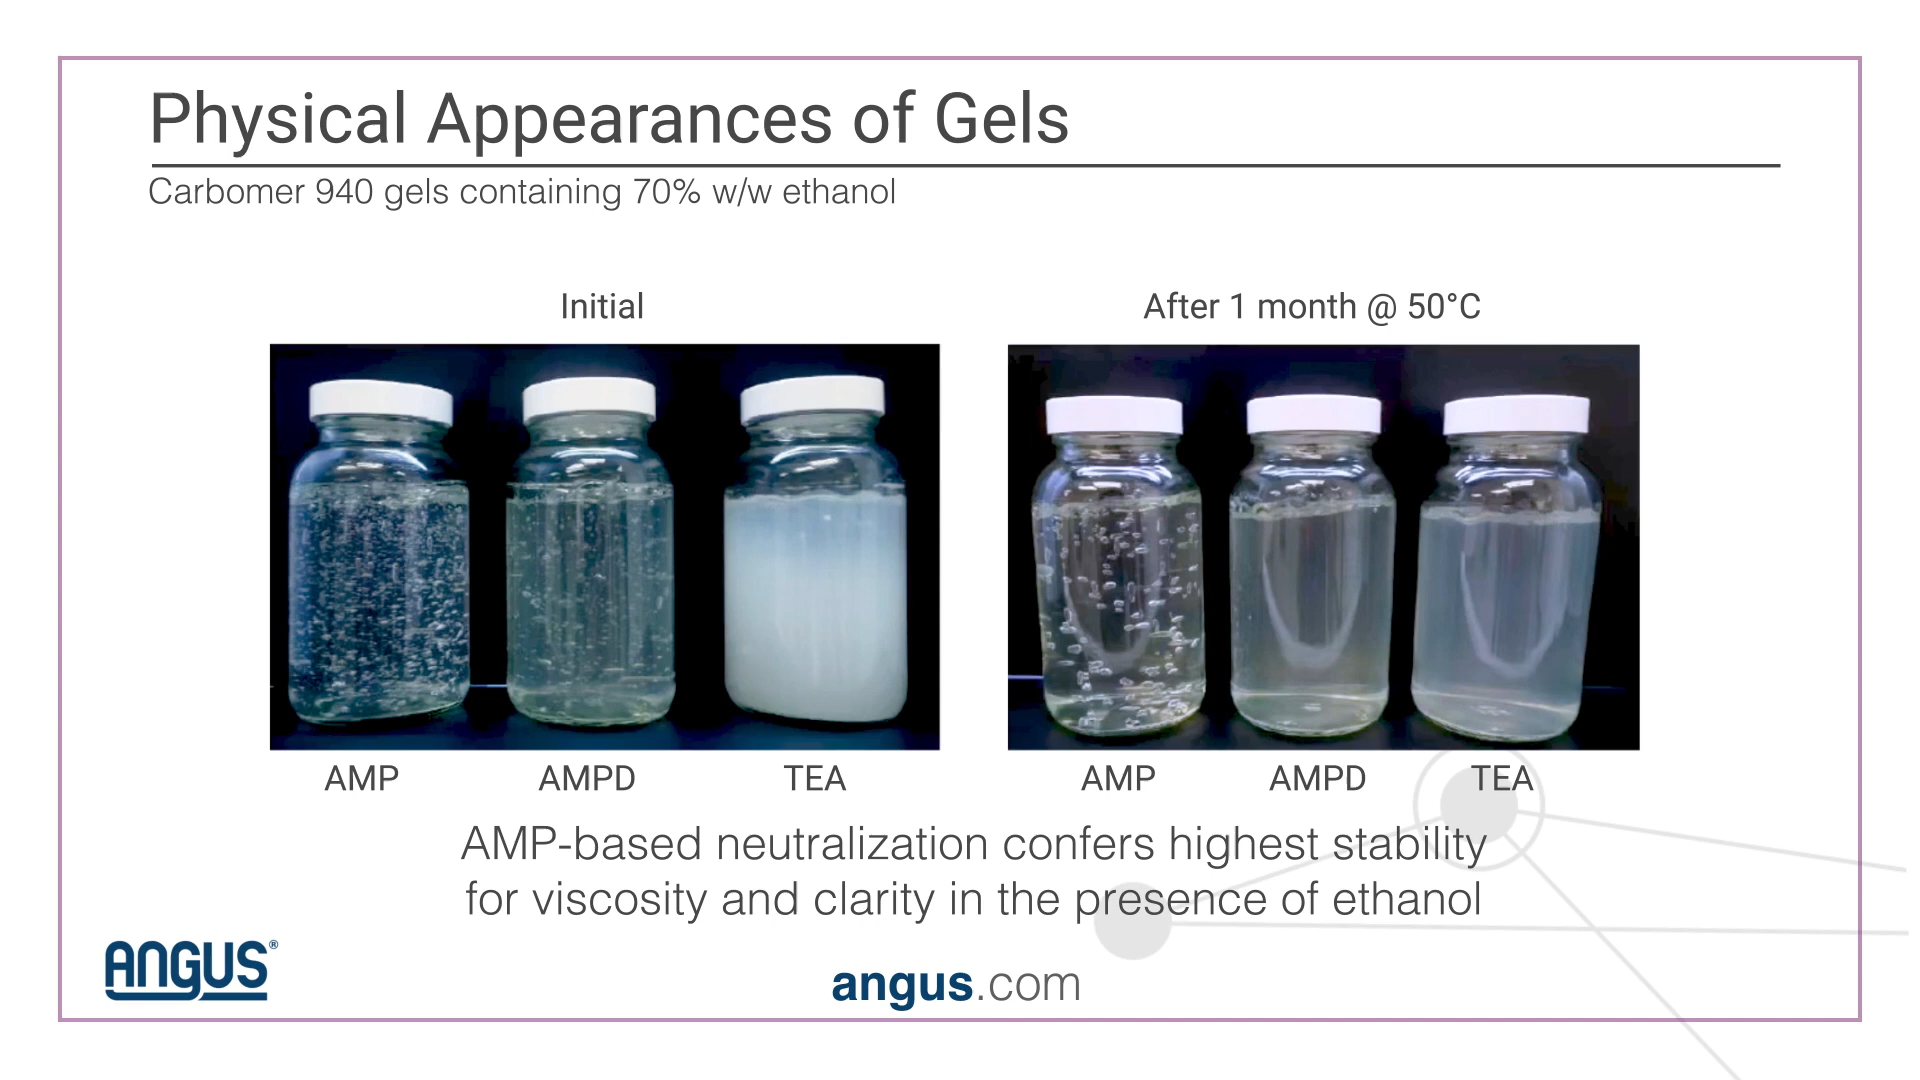 Physical Appearances of Gels
Carbomer 940 gels containing 70% w/w ethanol
Initial
After 1 month @ 50°C
AMP
AMPD
TEA
AMP
AMPD
TEA
AMP-based neutralization confers highest stability
for viscosity and clarity in the presence of ethanol
ANGUS®
angus.com